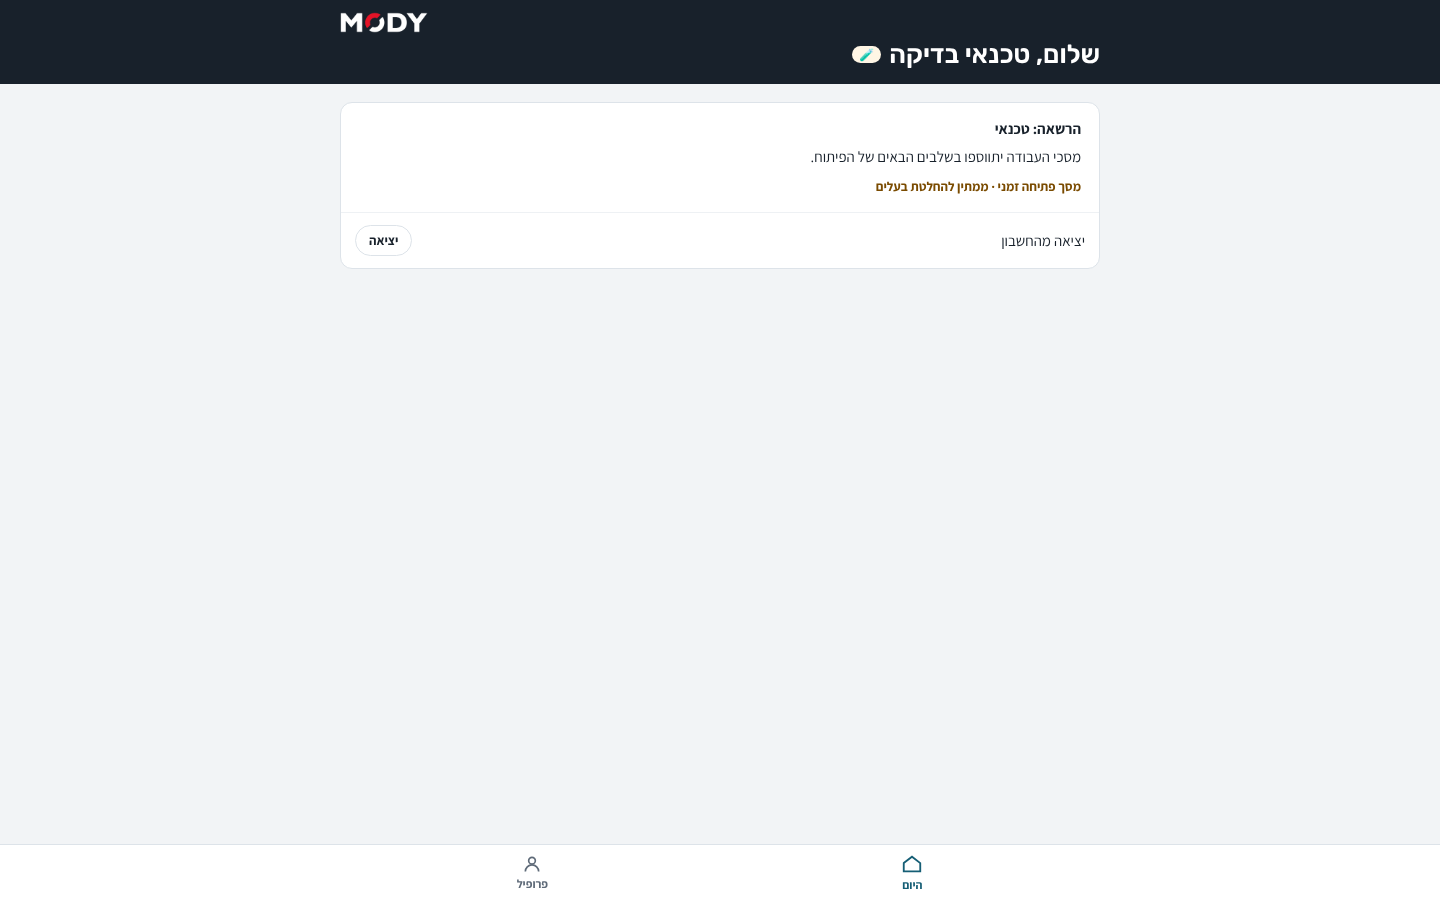 MODY
שלום, טכנאי בדיקה
הרשאה: טכנאי
מסכי העבודה יתווספו בשלבים הבאים של הפיתוח.
מסך פתיחה זמני · ממתין להחלטת בעלים
יציאה מהחשבון
יציאה
היום
פרופיל